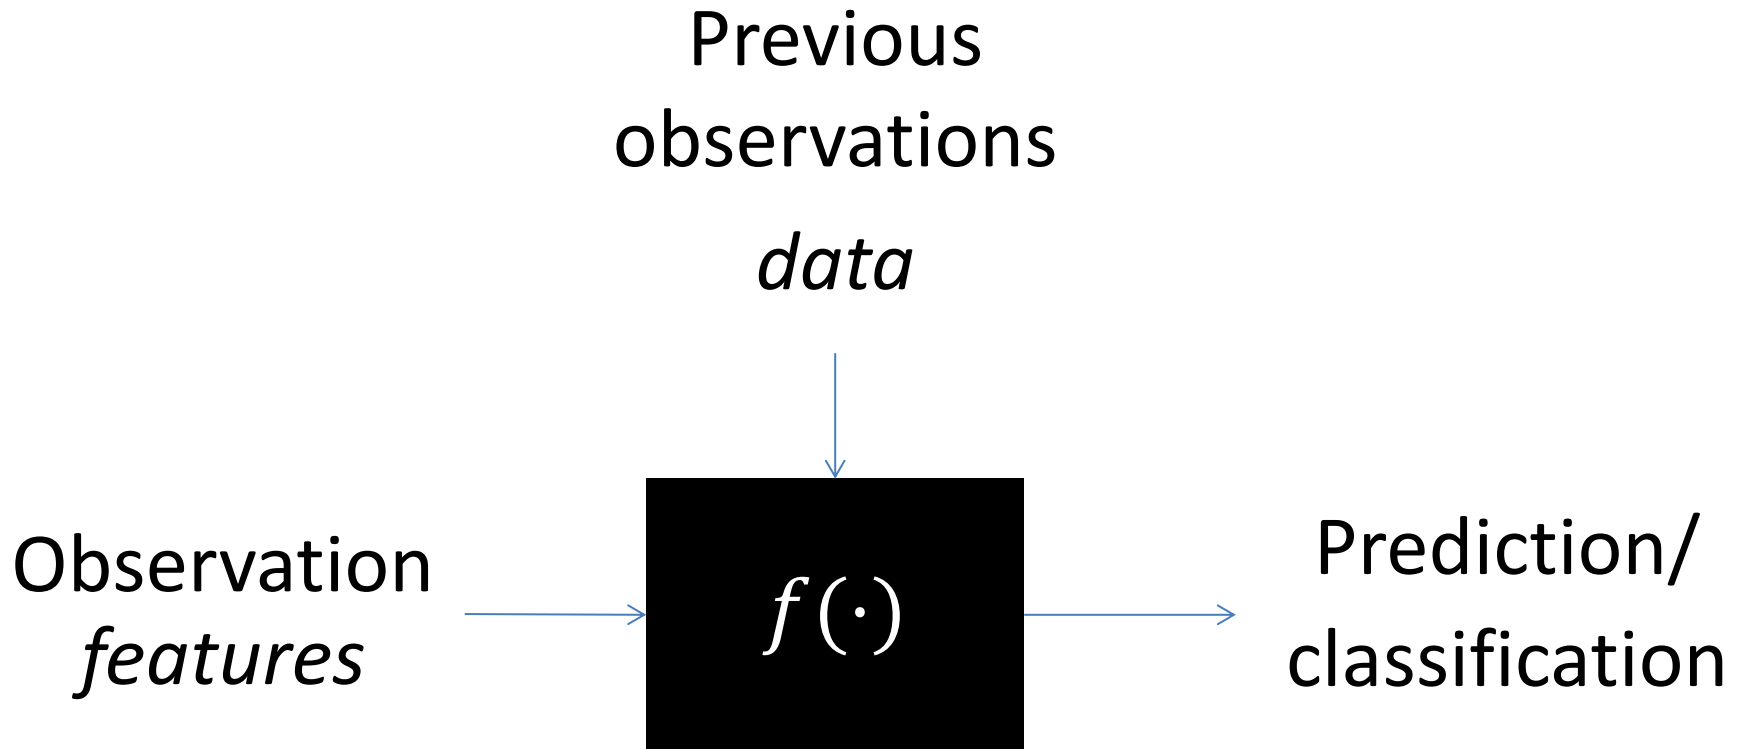 Previous
observations
data
Observation
features
f(·)
Prediction/
classification